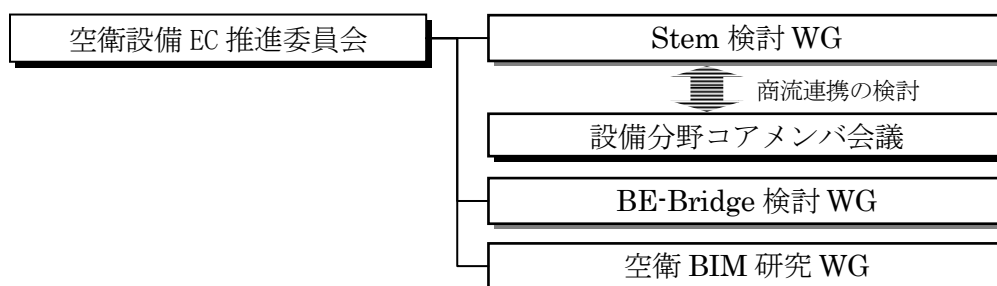 空衛設備 EC 推進委員会
Stem 検討 WG
商流連携の検討
設備分野コアメンバ会議
BE-Bridge 検討 WG
空衛 BIM 研究 WG